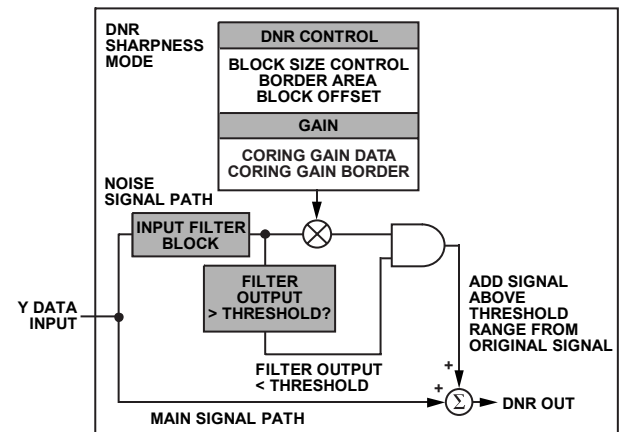 DNR
SHARPNESS
MODE
DNR CONTROL
BLOCK SIZE CONTROL
BORDER AREA
BLOCK OFFSET
GAIN
CORING GAIN DATA
CORING GAIN BORDER
NOISE
SIGNAL PATH
INPUT FILTER
BLOCK
FILTER
OUTPUT
> THRESHOLD?
Y DATA
INPUT
FILTER OUTPUT
< THRESHOLD
ADD SIGNAL
ABOVE
THRESHOLD
RANGE FROM
ORIGINAL SIGNAL
+
+
Σ
DNR OUT
MAIN SIGNAL PATH